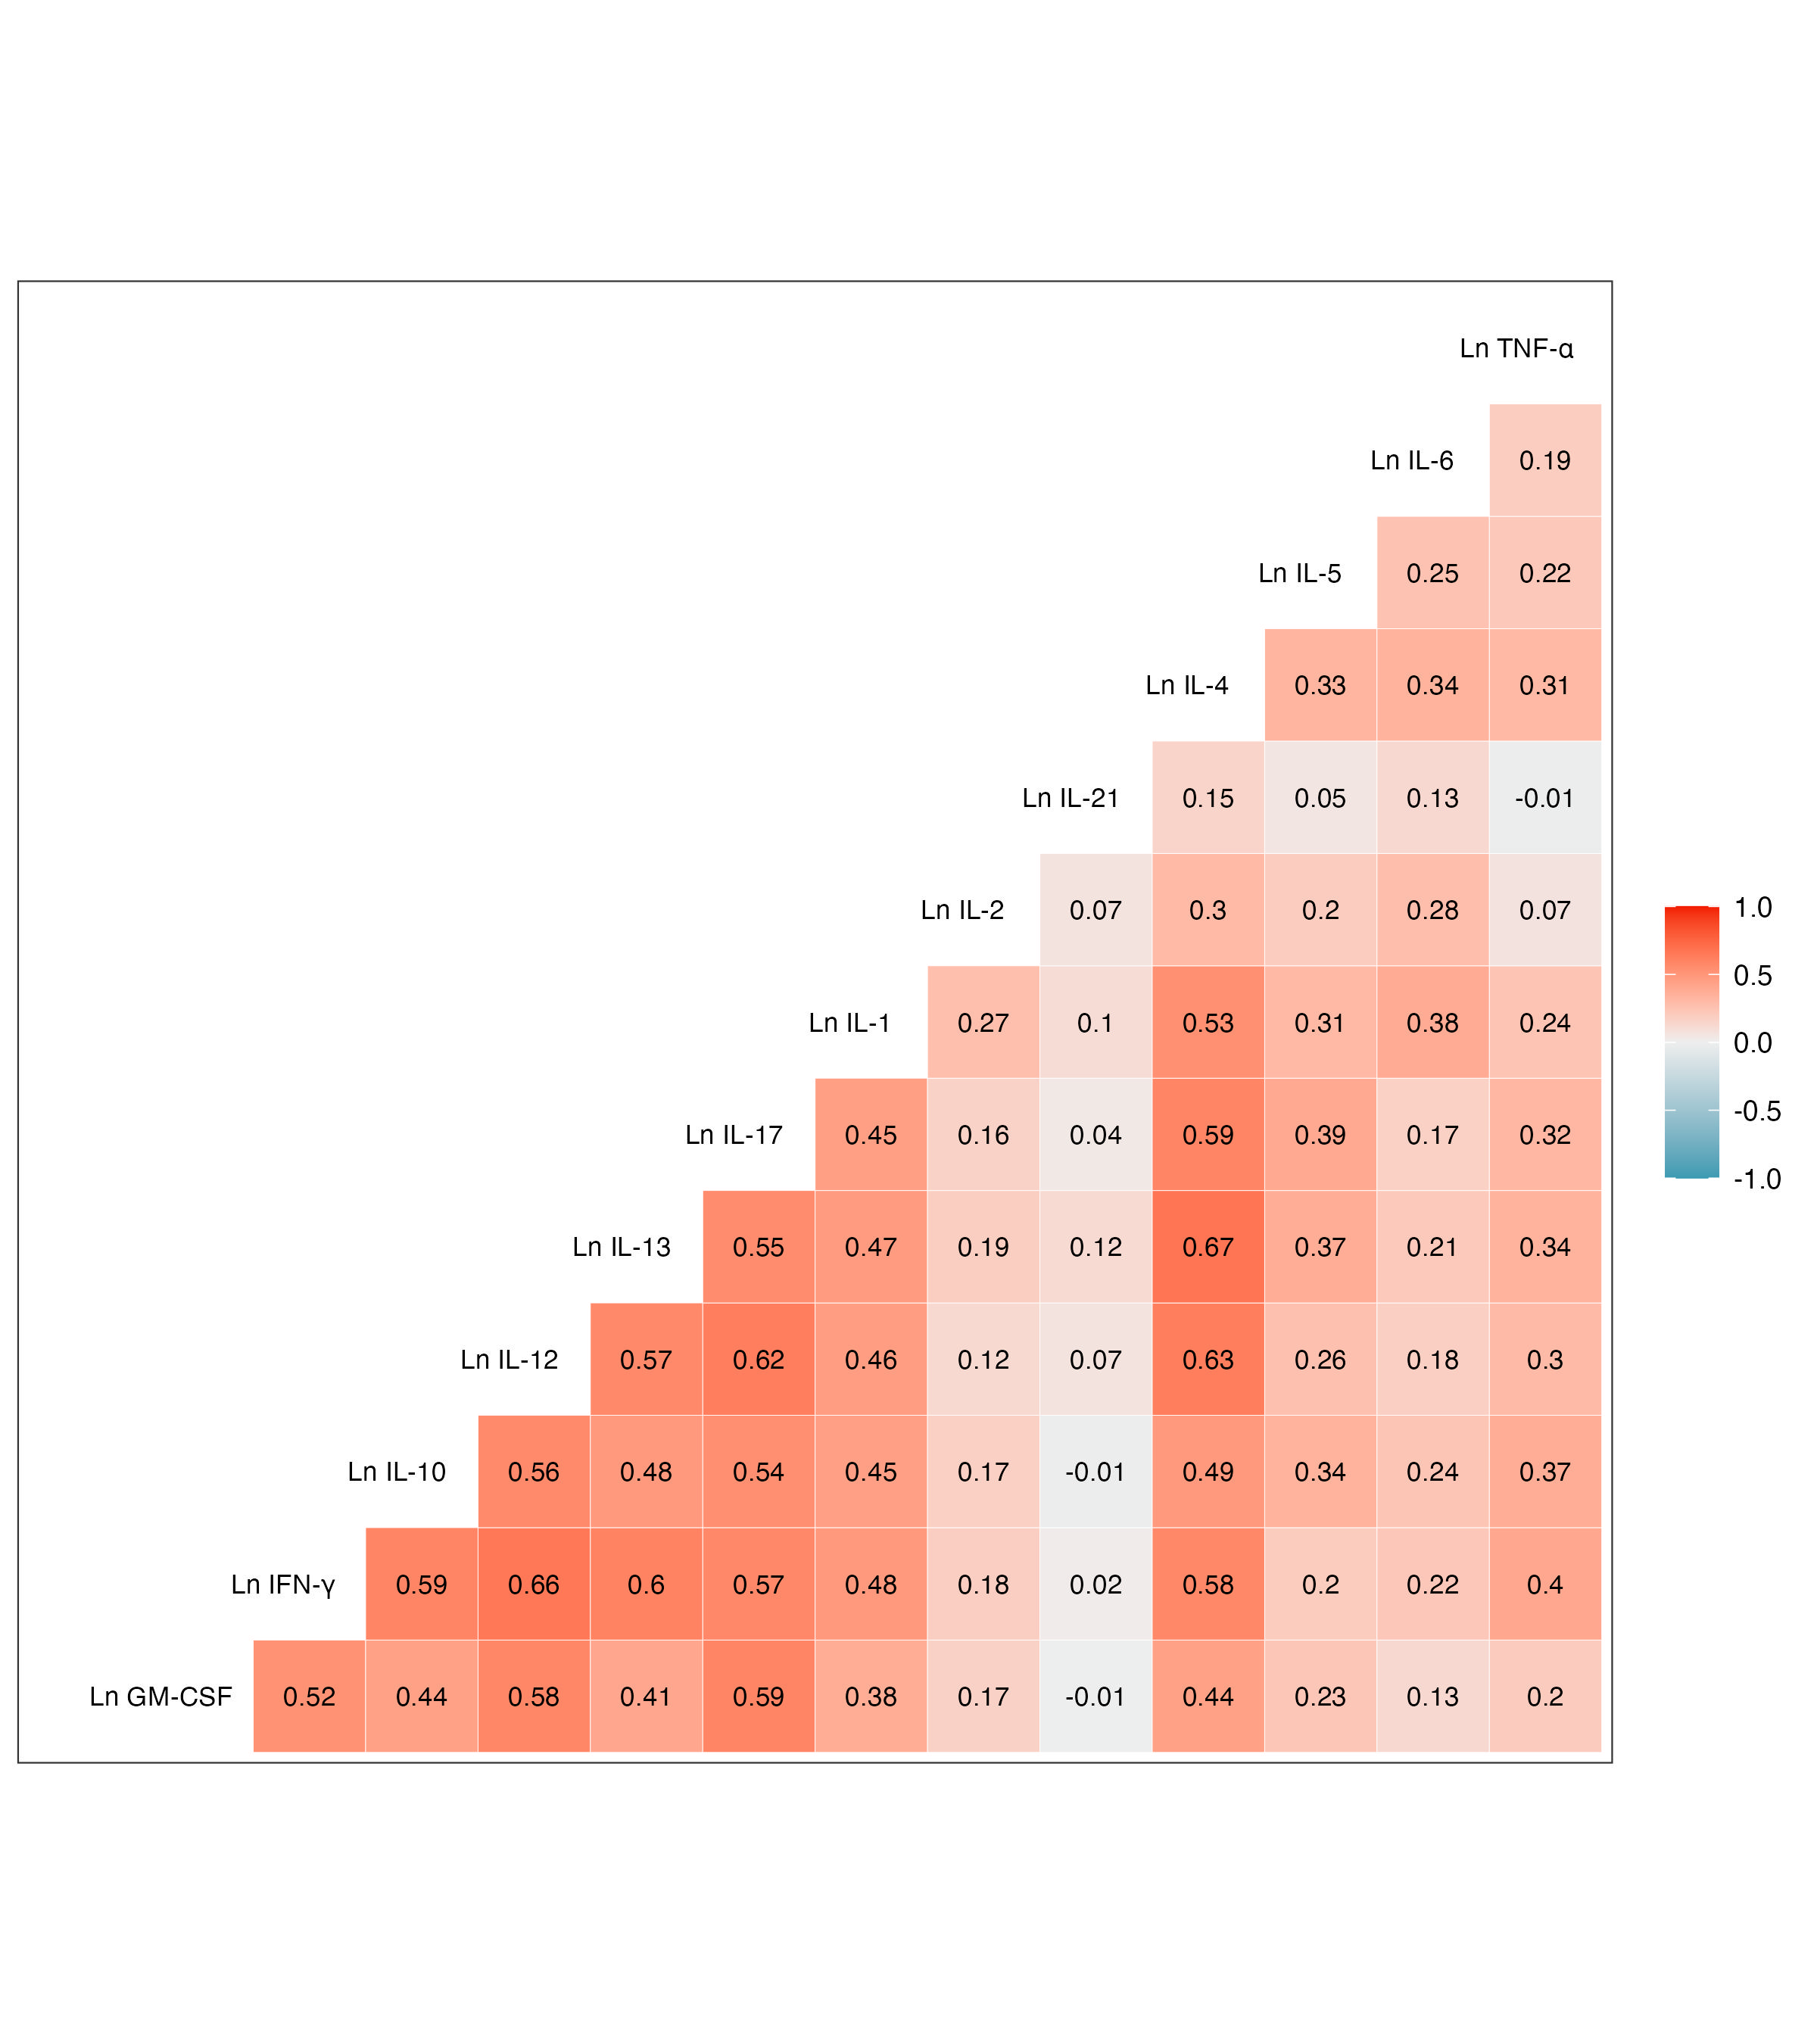 Ln TNF-α
Ln IL-6 0.19
Ln IL-5 0.25 0.22
Ln IL-4 0.33 0.34 0.31
Ln IL-21 0.15 0.05 0.13 -0.01
Ln IL-2 0.07 0.3 0.2 0.28 0.07
Ln IL-1 0.27 0.1 0.53 0.31 0.38 0.24
Ln IL-17 0.45 0.16 0.04 0.59 0.39 0.17 0.32
Ln IL-13 0.55 0.47 0.19 0.12 0.67 0.37 0.21 0.34
Ln IL-12 0.57 0.62 0.46 0.12 0.07 0.63 0.26 0.18 0.3
Ln IL-10 0.56 0.48 0.54 0.45 0.17 -0.01 0.49 0.34 0.24 0.37
Ln IFN-γ 0.59 0.66 0.6 0.57 0.48 0.18 0.02 0.58 0.2 0.22 0.4
Ln GM-CSF 0.52 0.44 0.58 0.41 0.59 0.38 0.17 -0.01 0.44 0.23 0.13 0.2
1.0
0.5
0.0
-0.5
-1.0